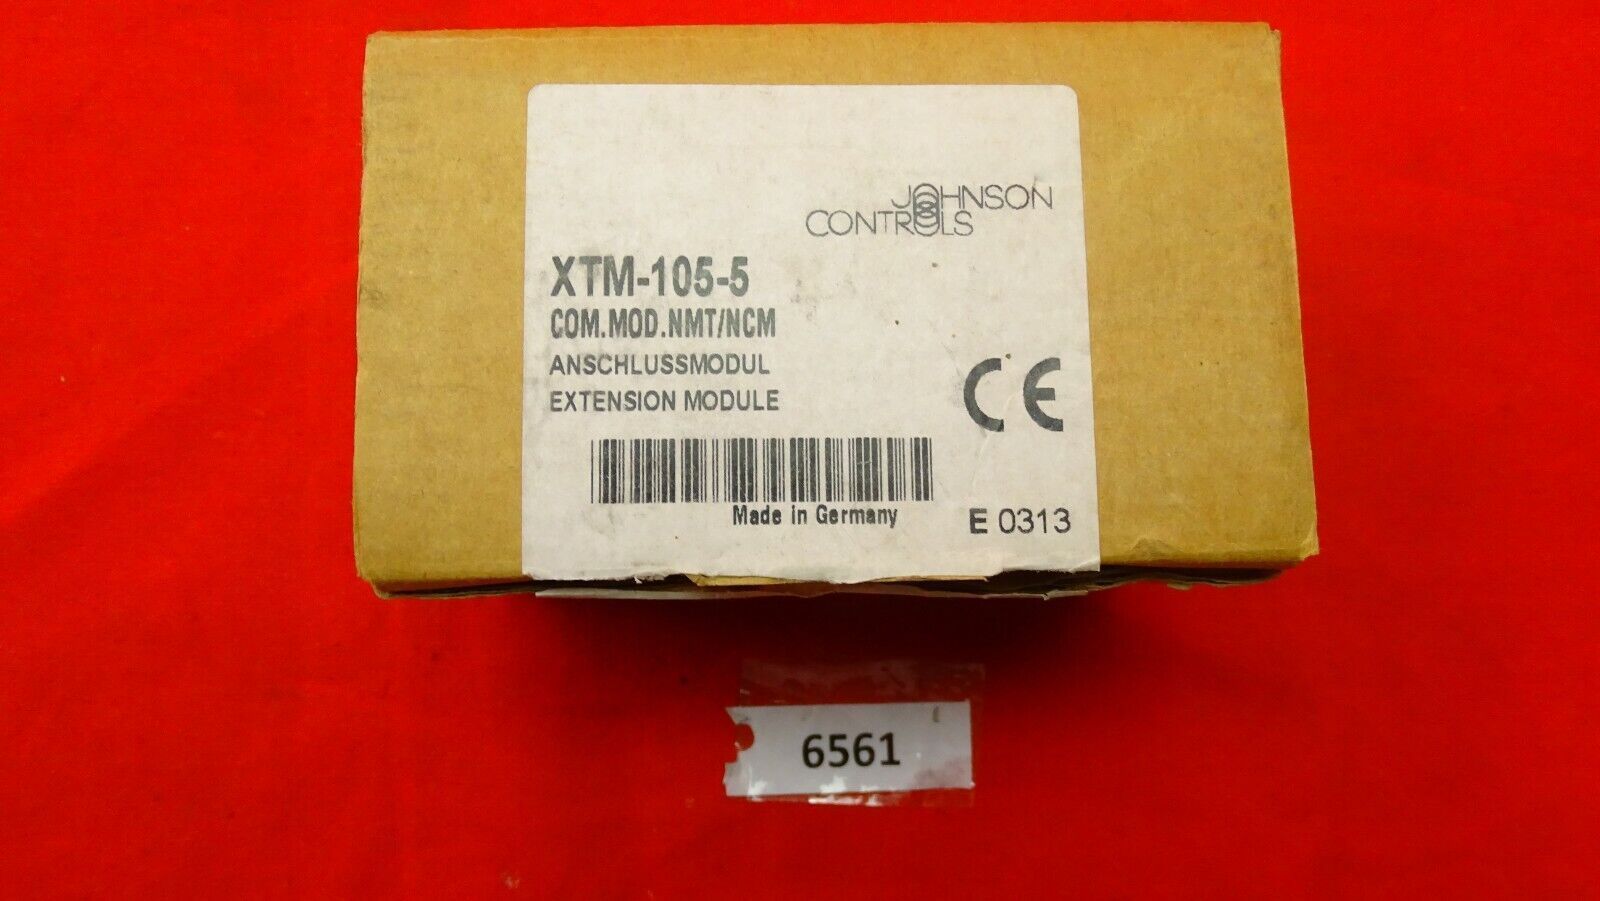 JOHNSON
CONTROLS
XTM-105-5
COM.MOD.NMT/NCM
ANSCHLUSSMODUL
EXTENSION MODULE
CE
Made in Germany
E 0313
6561